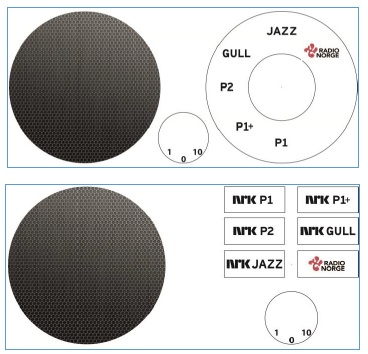 JAZZ
GULL
RADIO
NORGE
P2
P1+
P1
1
0
10
NRK P1
NRK P1+
NRK P2
NRK GULL
NRK JAZZ
RADIO
NORGE
1
0
10